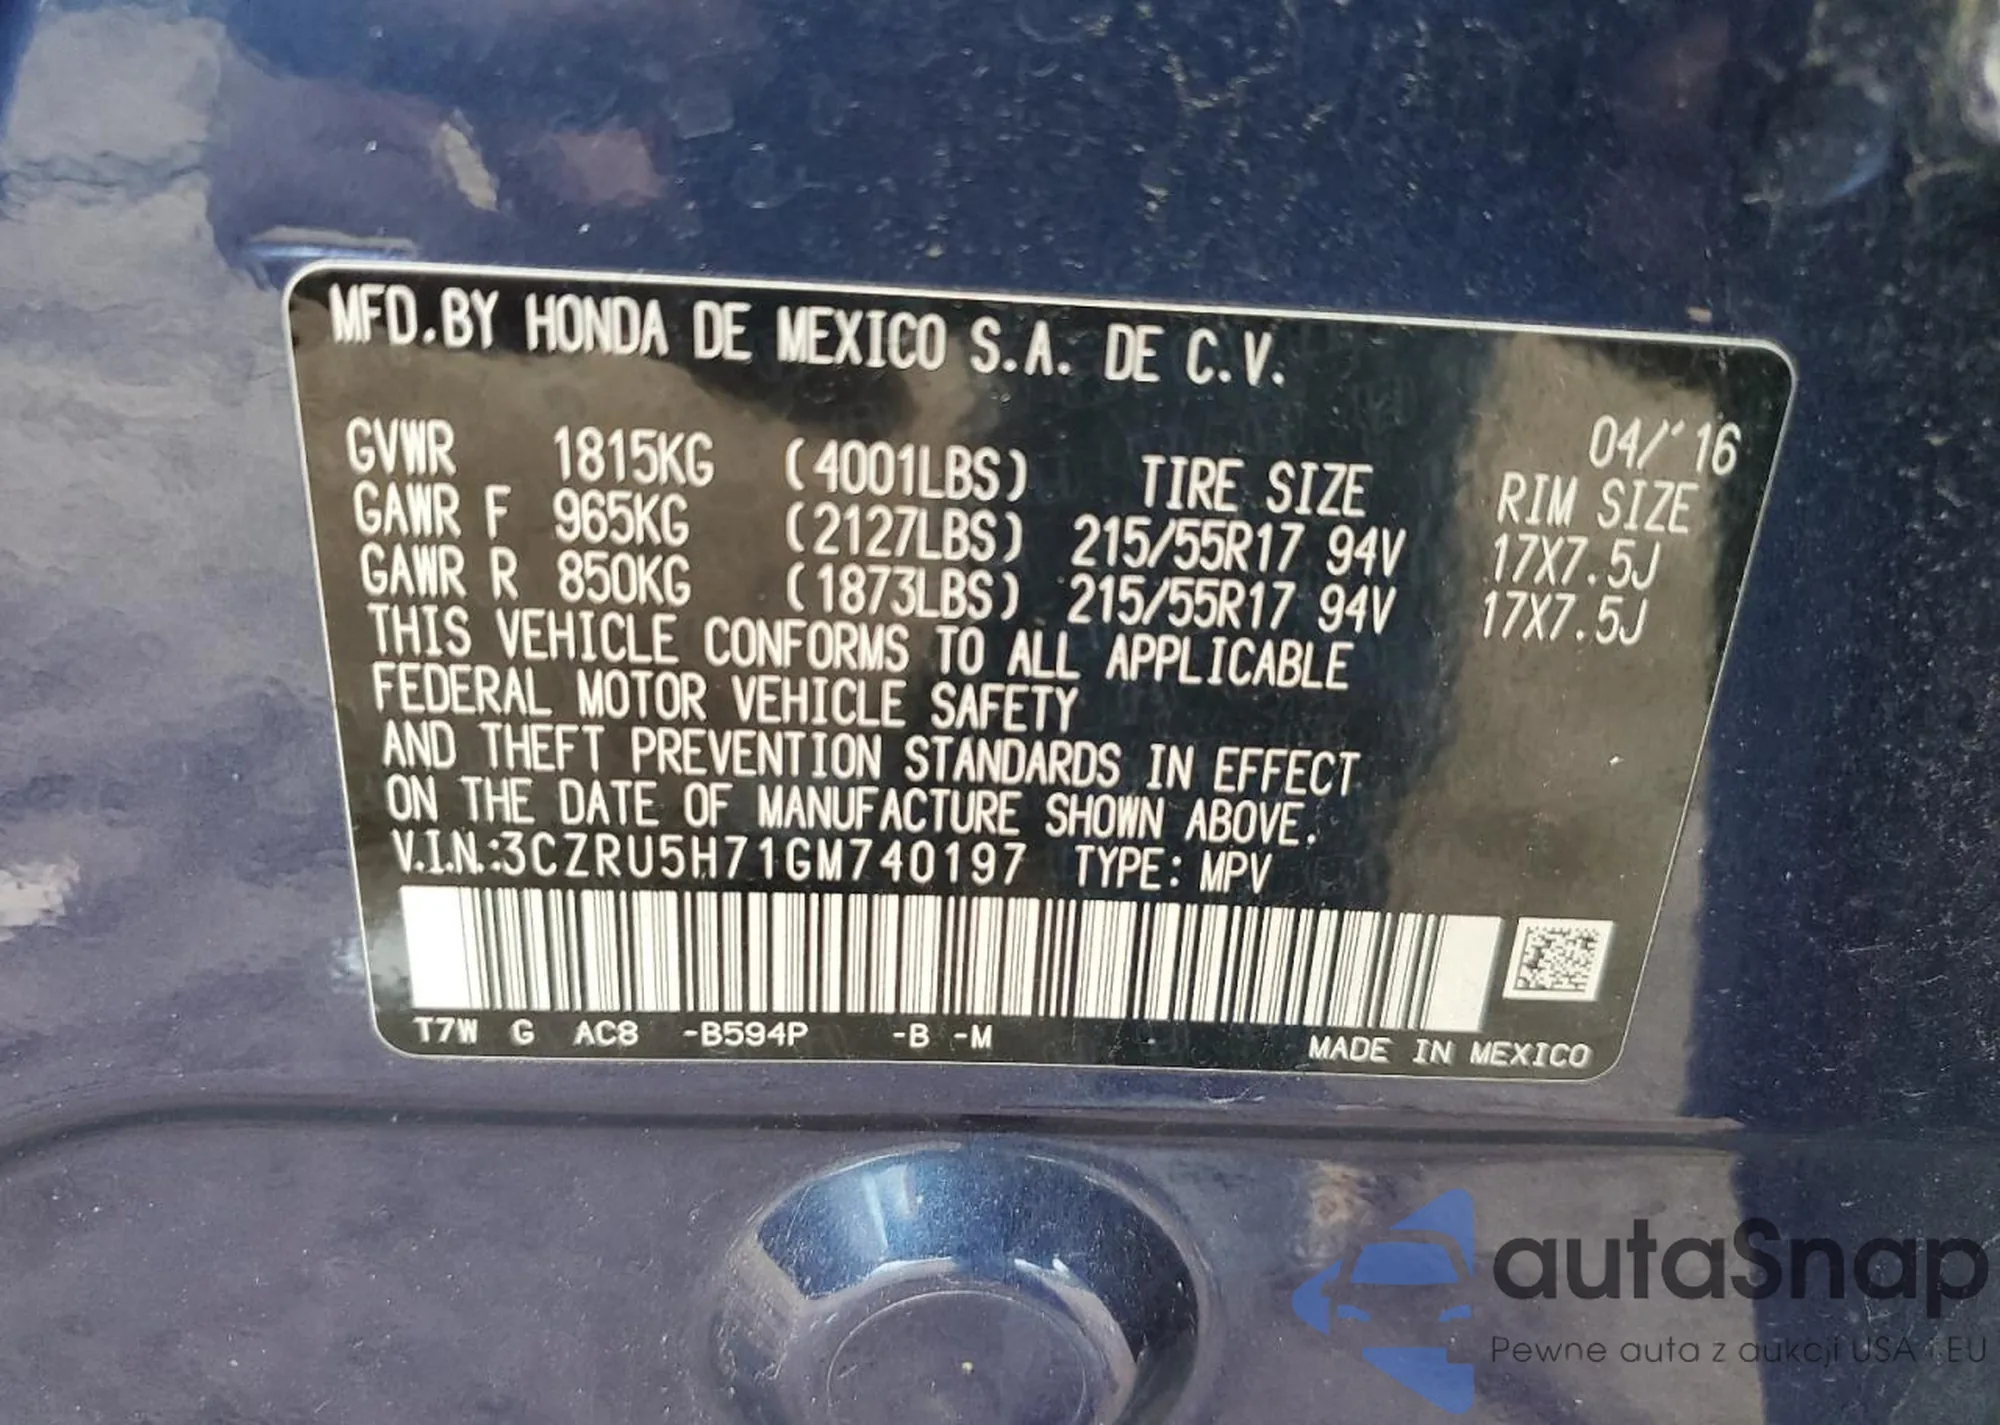 MFD.BY HONDA DE MEXICO S.A. DE C.V.
04/'16
GVWR 1815KG (4001LBS) TIRE SIZE RIM SIZE
GAWR F 965KG (2127LBS) 215/55R17 94V 17X7.5J
GAWR R 850KG (1873LBS) 215/55R17 94V 17X7.5J
THIS VEHICLE CONFORMS TO ALL APPLICABLE
FEDERAL MOTOR VEHICLE SAFETY
AND THEFT PREVENTION STANDARDS IN EFFECT
ON THE DATE OF MANUFACTURE SHOWN ABOVE.
V.I.N.:3CZRU5H71GM740197 TYPE: MPV
T7W G AC8 -B594P -B -M MADE IN MEXICO
autaSnap
Pewne auta z aukcji USA i EU